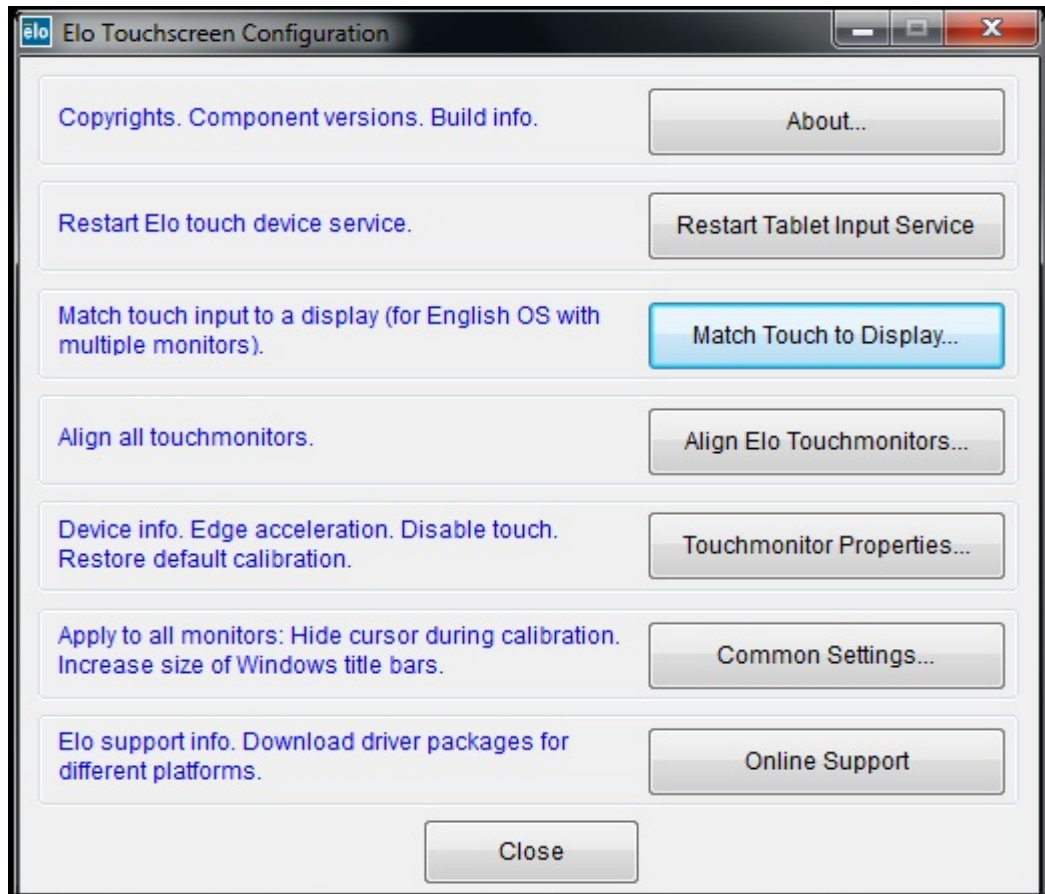 elo Elo Touchscreen Configuration
Copyrights. Component versions. Build info.
About...
Restart Elo touch device service.
Restart Tablet Input Service
Match touch input to a display (for English OS with
multiple monitors).
Match Touch to Display...
Align all touchmonitors.
Align Elo Touchmonitors...
Device info. Edge acceleration. Disable touch.
Restore default calibration.
Touchmonitor Properties...
Apply to all monitors: Hide cursor during calibration.
Increase size of Windows title bars.
Common Settings...
Elo support info. Download driver packages for
different platforms.
Online Support
Close